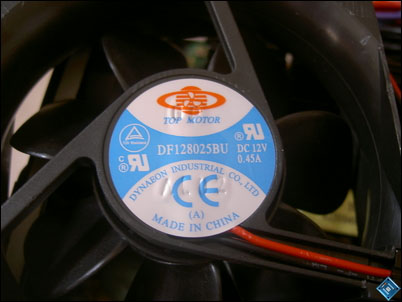 TOP MOTOR
DF128025BU
DC 12V
0.45A
DYNAEON INDUSTRIAL CO., LTD
CE
(A)
MADE IN CHINA